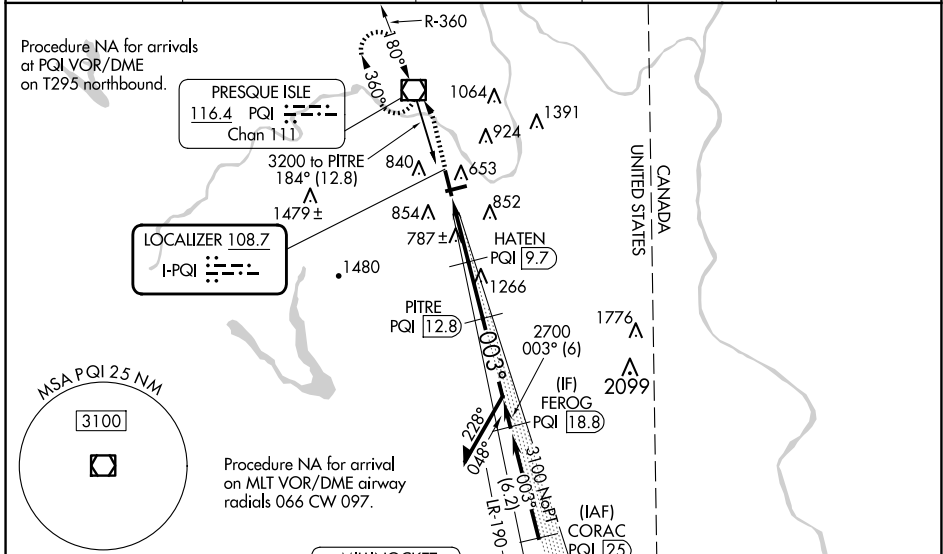 R-360
180°
360°
Procedure NA for arrivals
at PQI VOR/DME
on T295 northbound.
PRESQUE ISLE
116.4 PQI
Chan 111
1064
1391
924
3200 to PITRE
184° (12.8)
840
653
1479 ±
854
852
787 ±
CANADA
UNITED STATES
LOCALIZER 108.7
I-PQI
HATEN
PQI 9.7
1480
1266
PITRE
PQI 12.8
003°
2700
003° (6)
1776
2099
(IF)
FEROG
PQI 18.8
228°
048°
MSA PQI 25 NM
3100
Procedure NA for arrival
on MLT VOR/DME airway
radials 066 CW 097.
3100 NoPT
003°
(6.2)
LR-190
(IAF)
CORAC
PQI 25